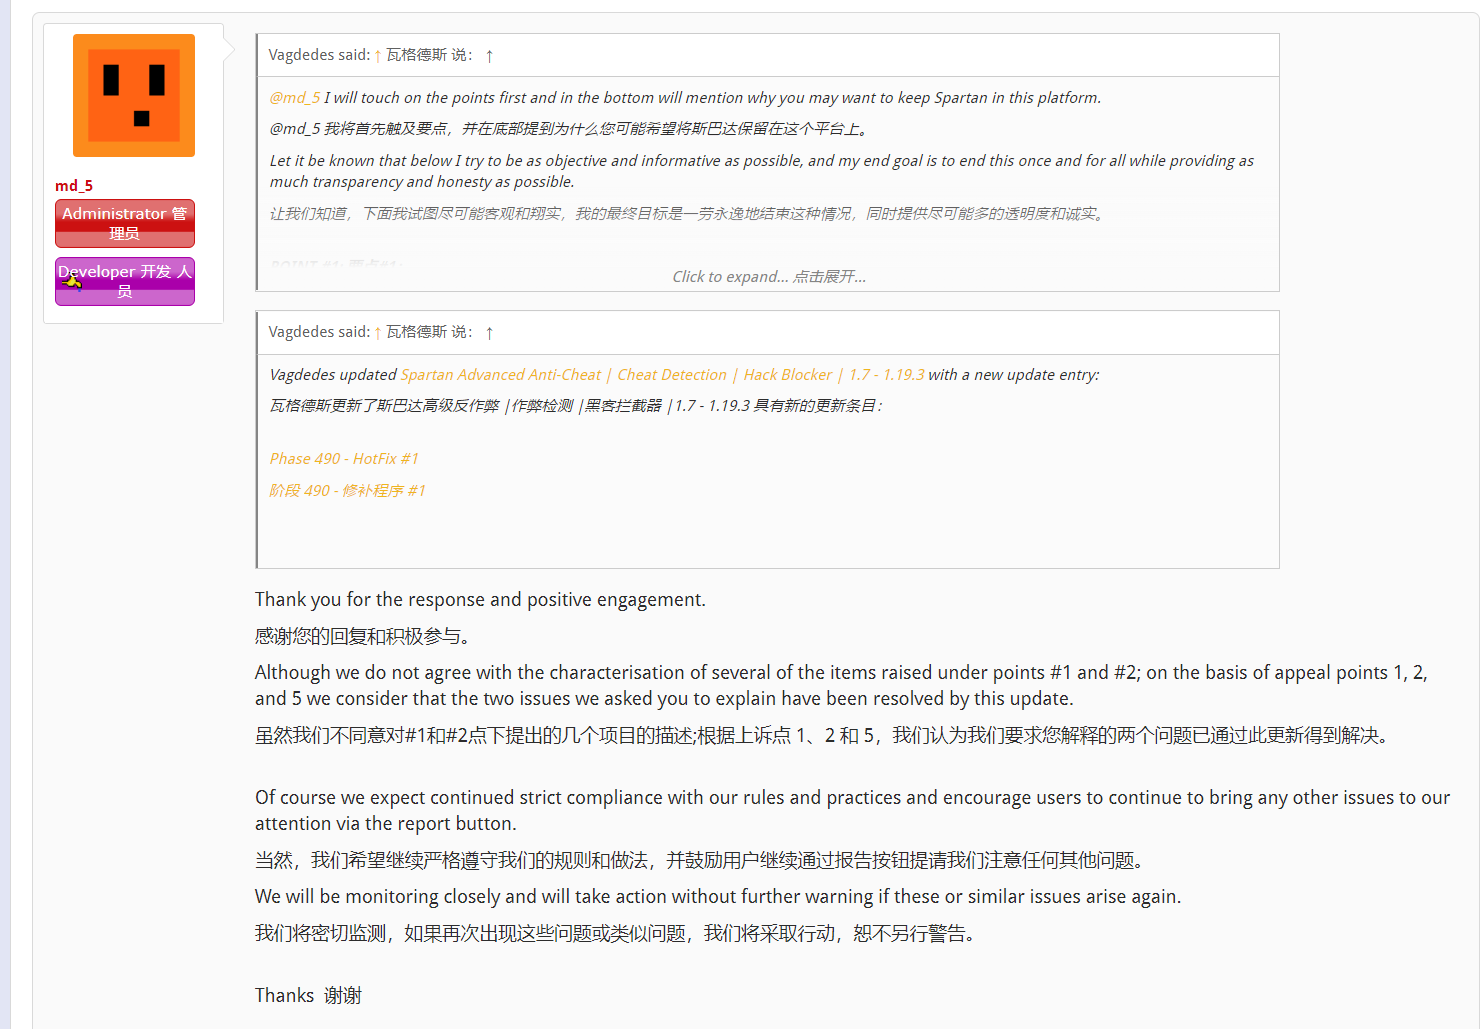 md_5
Administrator 管
理员
Developer 开发 人
员
Vagdedes said: ↑ 瓦格德斯 说： ↑
@md_5 I will touch on the points first and in the bottom will mention why you may want to keep Spartan in this platform.
@md_5 我将首先触及要点，并在底部提到为什么您可能希望将斯巴达保留在这个平台上。
Let it be known that below I try to be as objective and informative as possible, and my end goal is to end this once and for all while providing as
much transparency and honesty as possible.
让我们知道，下面我试图尽可能客观和翔实，我的最终目标是一劳永逸地结束这种情况，同时提供尽可能多的透明度和诚实。
Click to expand... 点击展开...
Vagdedes said: ↑ 瓦格德斯 说： ↑
Vagdedes updated Spartan Advanced Anti-Cheat | Cheat Detection | Hack Blocker | 1.7 - 1.19.3 with a new update entry:
瓦格德斯更新了斯巴达高级反作弊 |作弊检测 |黑客拦截器 |1.7 - 1.19.3 具有新的更新条目：
Phase 490 - HotFix #1
阶段 490 - 修补程序 #1
Thank you for the response and positive engagement.
感谢您的回复和积极参与。
Although we do not agree with the characterisation of several of the items raised under points #1 and #2; on the basis of appeal points 1, 2,
and 5 we consider that the two issues we asked you to explain have been resolved by this update.
虽然我们不同意对#1和#2点下提出的几个项目的描述;根据上诉点 1、2 和 5，我们认为我们要求您解释的两个问题已通过此更新得到解决。
Of course we expect continued strict compliance with our rules and practices and encourage users to continue to bring any other issues to our
attention via the report button.
当然，我们希望继续严格遵守我们的规则和做法，并鼓励用户继续通过报告按钮提请我们注意任何其他问题。
We will be monitoring closely and will take action without further warning if these or similar issues arise again.
我们将密切监测，如果再次出现这些问题或类似问题，我们将采取行动，恕不另行警告。
Thanks 谢谢